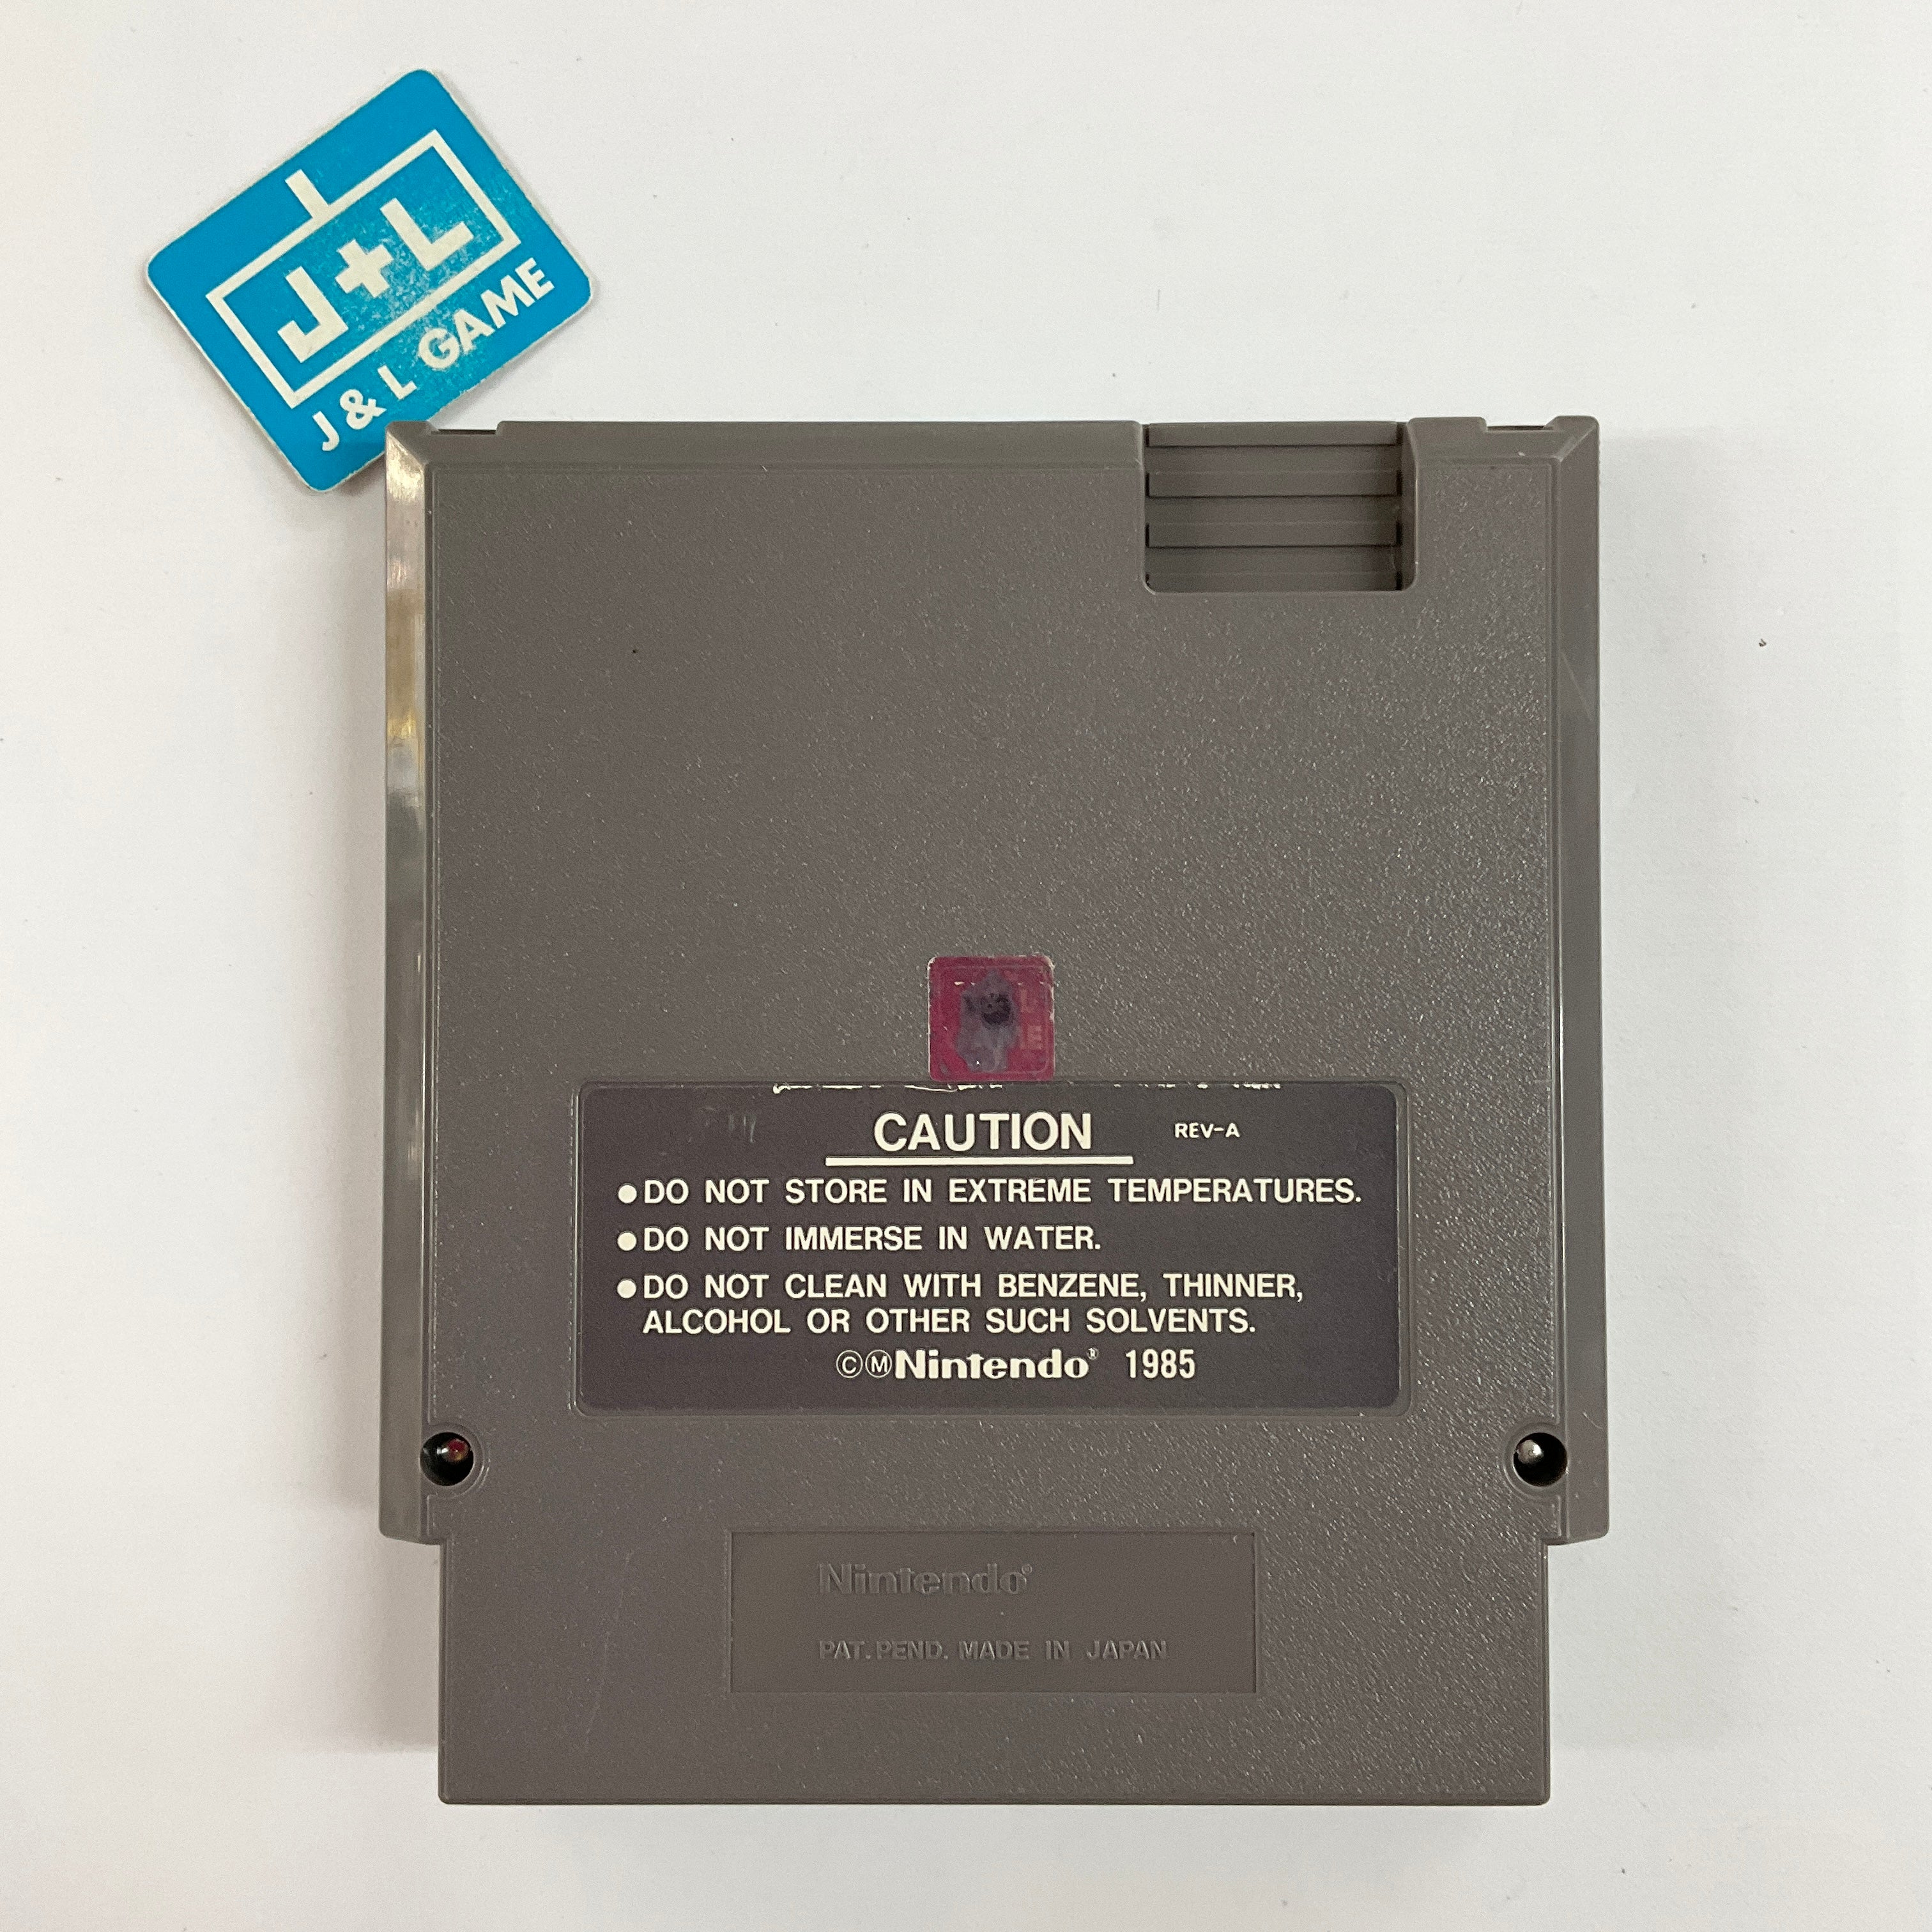 J+L
J & L GAME
CAUTION REV-A
●DO NOT STORE IN EXTREME TEMPERATURES.
●DO NOT IMMERSE IN WATER.
●DO NOT CLEAN WITH BENZENE, THINNER,
ALCOHOL OR OTHER SUCH SOLVENTS.
©ⓂNintendo® 1985
Nintendo®
PAT. PEND. MADE IN JAPAN